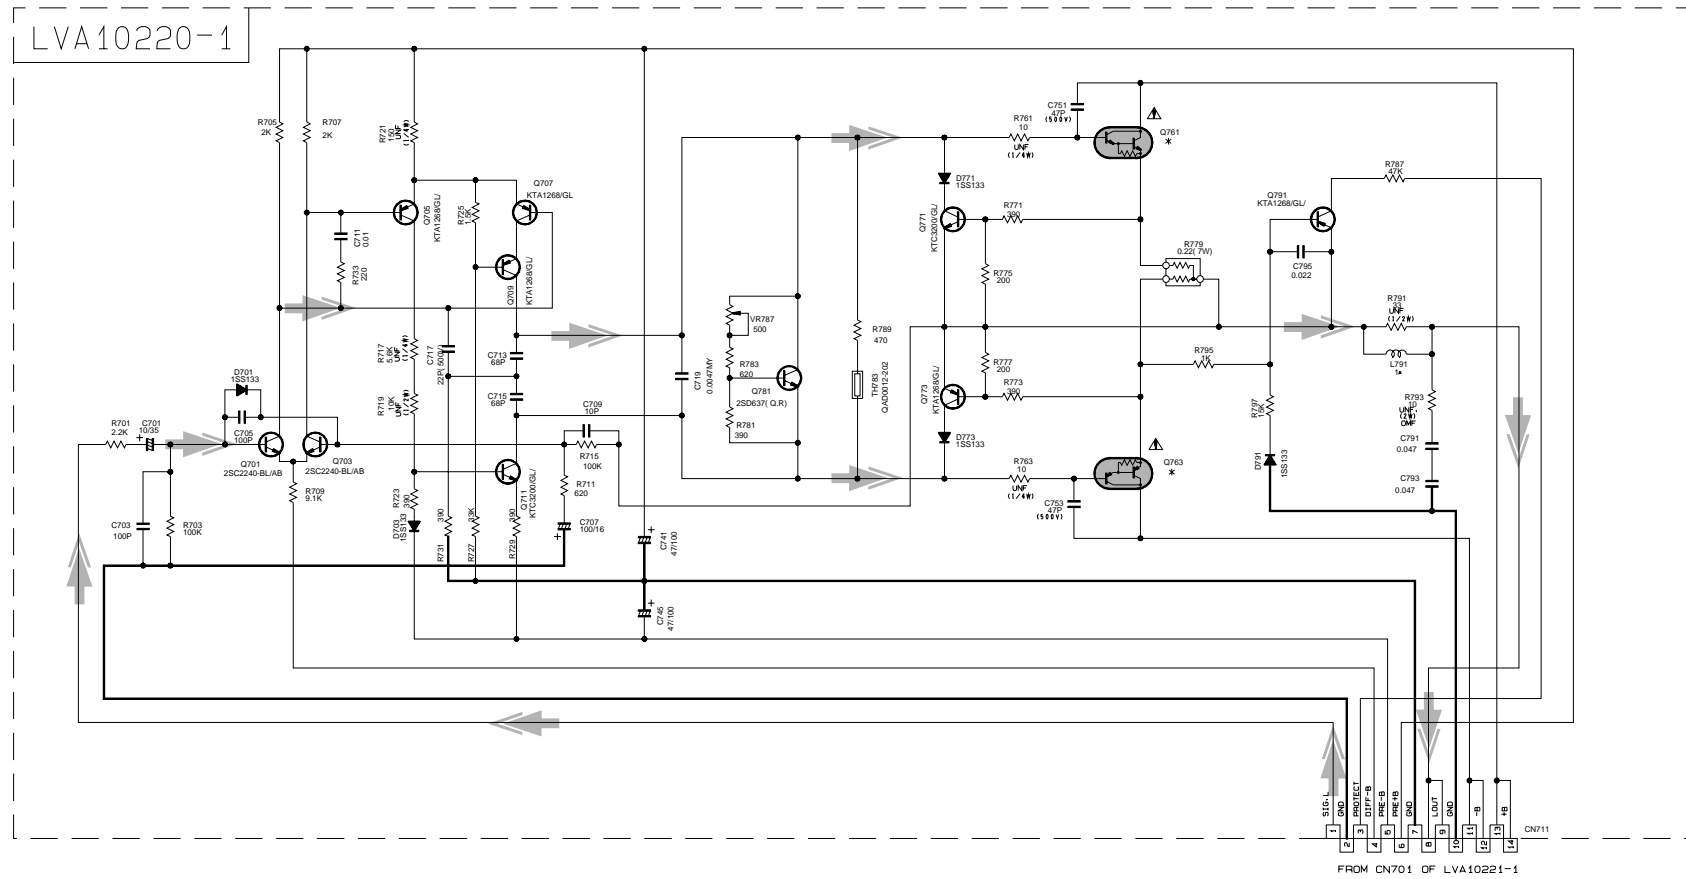 LVA10220-1
R705
2K
R707
2K
R721
150
UNF
(1/4W)
Q707
KTA1268/GL
Q705
KTA1268/GL/
R725
1.5K
C711
0.01
R733
220
Q709
KTA1268/GL/
R717
5.6K
UNF
(1/4W)
C717
22P(500V)
C713
68P
C715
68P
R719
10K
UNF
(1/2W)
D701
1SS133
C705
100P
R701
2.2K
C701
10/35
+
Q701
2SC2240-BL/AB
Q703
2SC2240-BL/AB
R709
9.1K
C703
100P
R703
100K
R723
390
D703
1SS133
R731
390
R727
33K
R729
390
Q711
KTC3200/GL/
C709
10P
R715
100K
R711
620
C707
100/16
+
C741
47/100
+
C745
47/100
+
C719
0.0047MY
VR787
500
R783
620
Q781
2SD637( Q.R)
R781
390
R789
470
TH783
QAD0012-202
D771
1SS133
Q771
KTC3200/GL/
R771
390
R775
200
R777
200
R773
390
Q773
KTA1268/GL/
D773
1SS133
R761
10
UNF
(1/4W)
C751
47P
(500V)
Q761
*
R763
10
UNF
(1/4W)
C753
47P
(500V)
Q763
*
R779
0.22( 7W)
R787
47K
Q791
KTA1268/GL/
C795
0.022
R795
1K
R797
15K
D791
1SS133
R791
33
UNF
(1/2W)
L791
R793
10
UNF.
(2W)
OMF
C791
0.047
C793
0.047
SIG.L
GND
PROTECT
DIFF-B
PRE-B
PRE+B
GND
LOUT
GND
-B
+B
1
2
3
4
5
6
7
8
9
10
11
12
13
14
CN711
FROM CN701 OF LVA10221-1